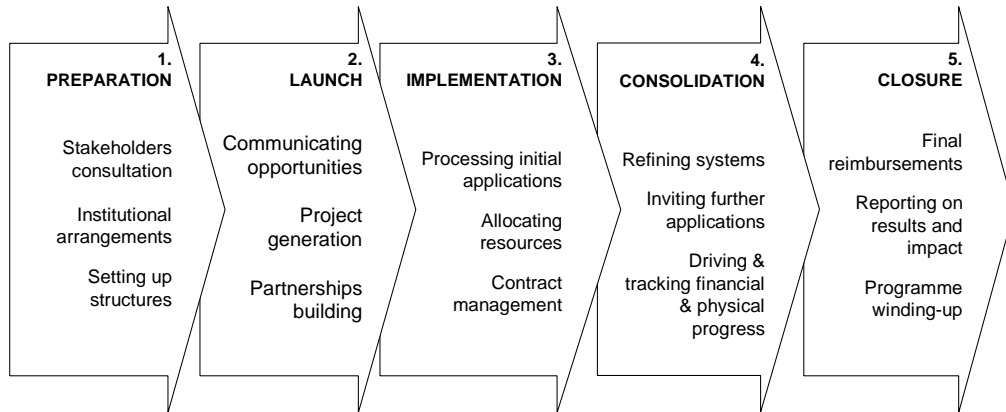 1.
PREPARATION
Stakeholders
consultation
Institutional
arrangements
Setting up
structures
2.
LAUNCH
Communicating
opportunities
Project
generation
Partnerships
building
3.
IMPLEMENTATION
Processing initial
applications
Allocating
resources
Contract
management
4.
CONSOLIDATION
Refining systems
Inviting further
applications
Driving &
tracking financial
& physical
progress
5.
CLOSURE
Final
reimbursements
Reporting on
results and
impact
Programme
winding-up